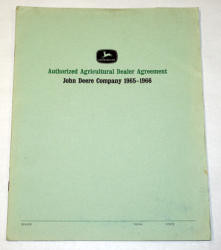 Authorized Agricultural Dealer Agreement
John Deere Company 1965-1966